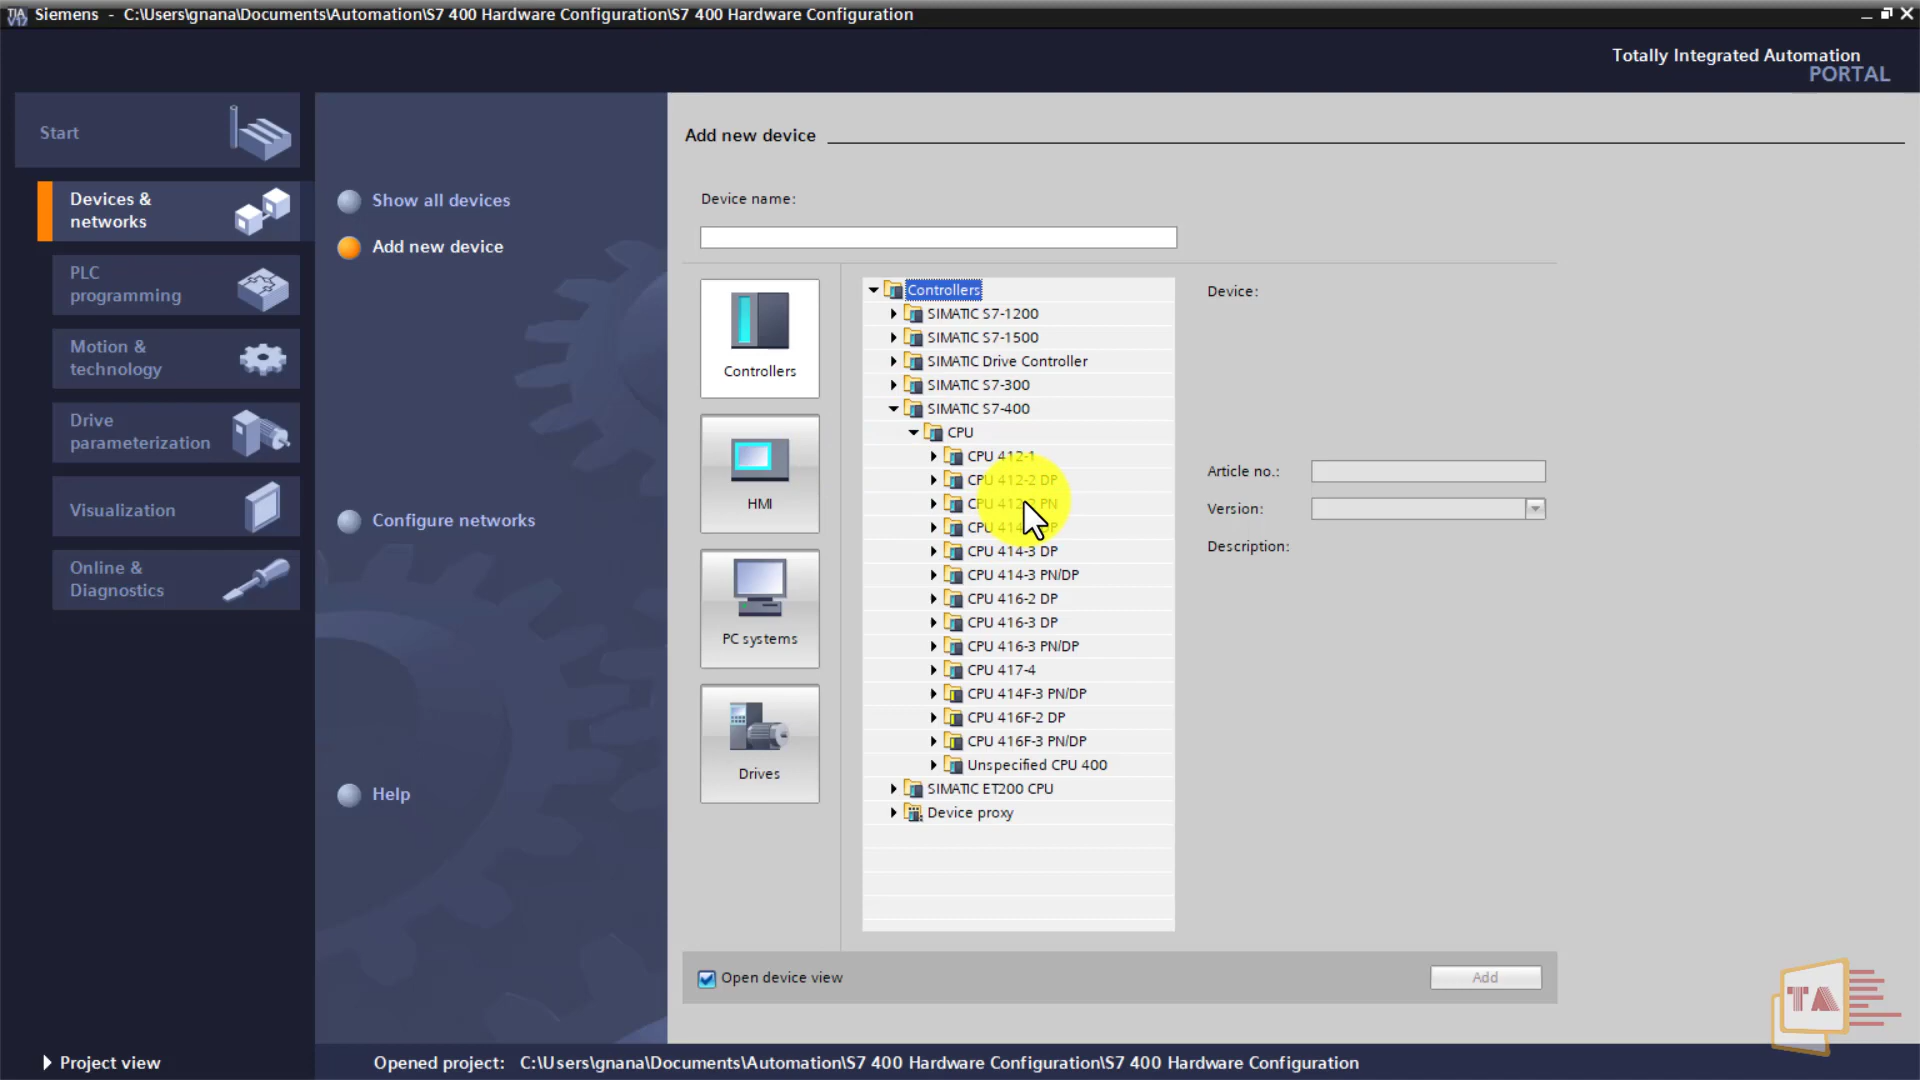 Siemens - C:\Users\gnana\Documents\Automation\S7 400 Hardware Configuration\S7 400 Hardware Configuration
Totally Integrated Automation
PORTAL
Start
Devices &
networks
PLC
programming
Motion &
technology
Drive
parameterization
Visualization
Online &
Diagnostics
Show all devices
Add new device
Configure networks
Help
Add new device
Device name:
Controllers
HMI
PC systems
Drives
Controllers
SIMATIC S7-1200
SIMATIC S7-1500
SIMATIC Drive Controller
SIMATIC S7-300
SIMATIC S7-400
CPU
CPU 412-1
CPU 412-2 DP
CPU 412-2 PN
CPU 414
CPU 414-3 DP
CPU 414-3 PN/DP
CPU 416-2 DP
CPU 416-3 DP
CPU 416-3 PN/DP
CPU 417-4
CPU 414F-3 PN/DP
CPU 416F-2 DP
CPU 416F-3 PN/DP
Unspecified CPU 400
SIMATIC ET200 CPU
Device proxy
Device:
Article no.:
Version:
Description:
Open device view
Add
TA
Project view
Opened project: C:\Users\gnana\Documents\Automation\S7 400 Hardware Configuration\S7 400 Hardware Configuration